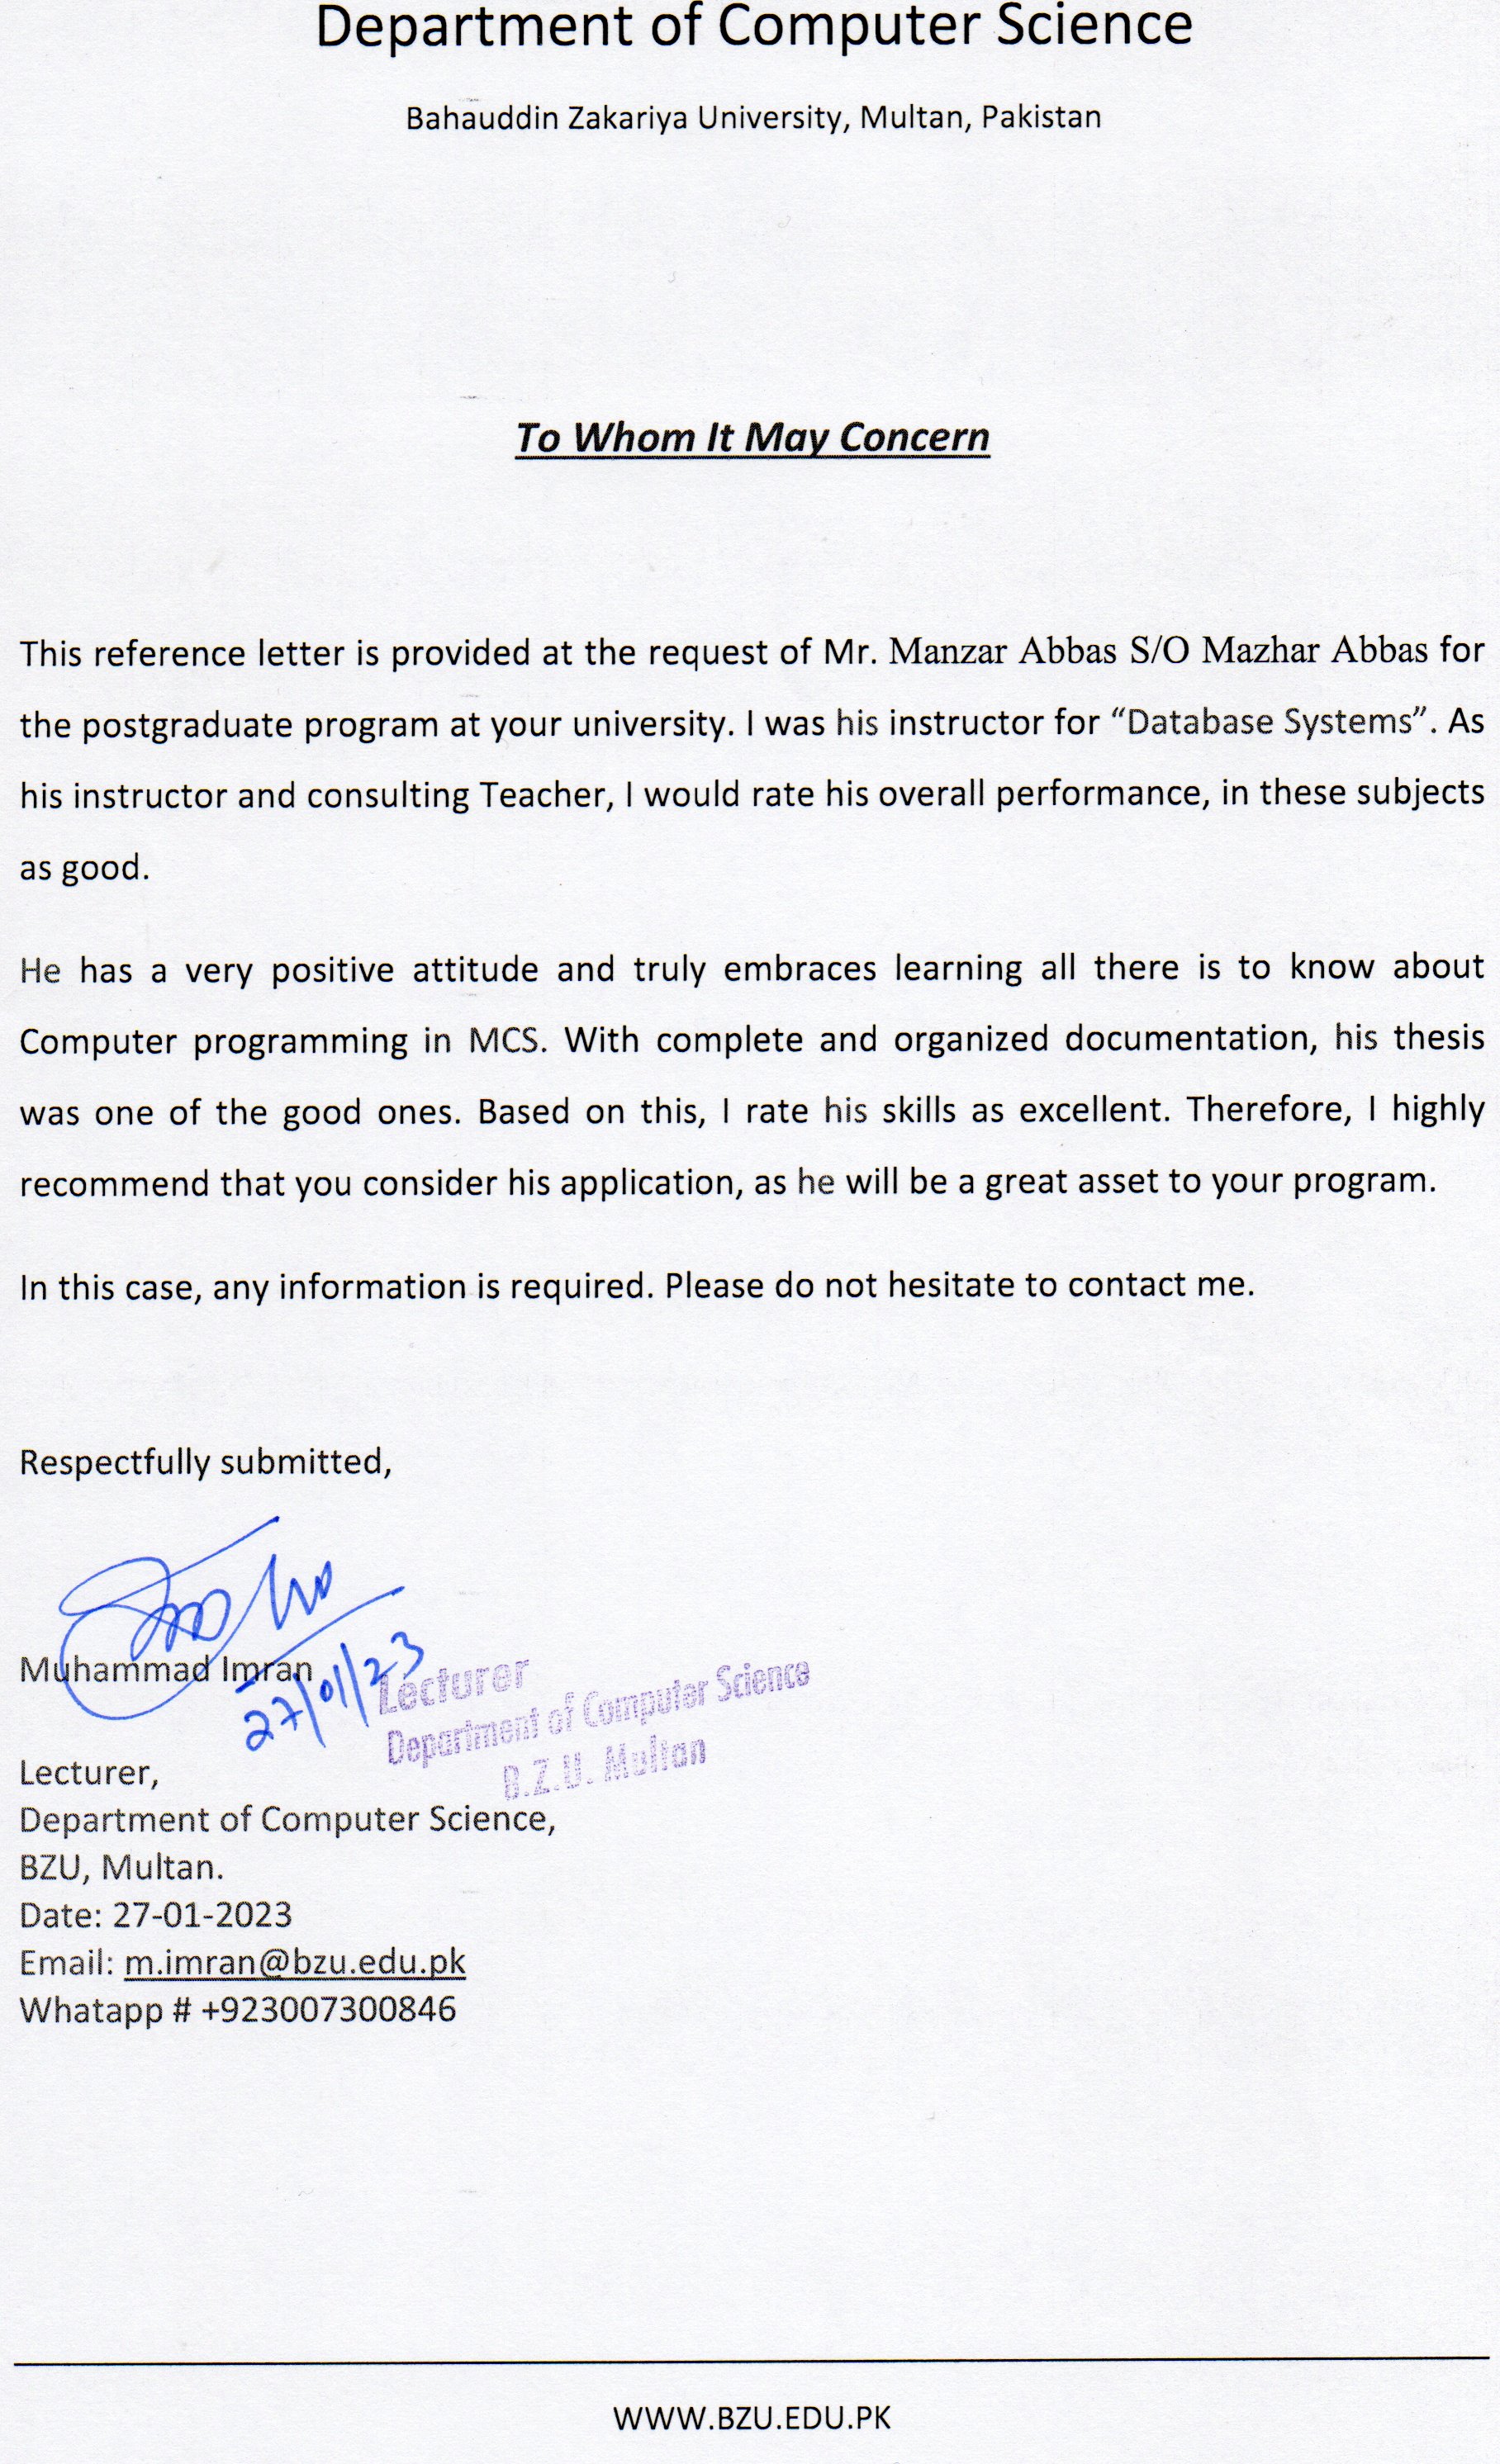 Department of Computer Science
Bahauddin Zakariya University, Multan, Pakistan
To Whom It May Concern
This reference letter is provided at the request of Mr. Manzar Abbas S/O Mazhar Abbas for
the postgraduate program at your university. I was his instructor for “Database Systems”. As
his instructor and consulting Teacher, I would rate his overall performance, in these subjects
as good.
He has a very positive attitude and truly embraces learning all there is to know about
Computer programming in MCS. With complete and organized documentation, his thesis
was one of the good ones. Based on this, I rate his skills as excellent. Therefore, I highly
recommend that you consider his application, as he will be a great asset to your program.
In this case, any information is required. Please do not hesitate to contact me.
Respectfully submitted,
Muhammad Imran
27/01/23
Lecturer
Department of Computer Science
B.Z.U. Multan
Lecturer,
Department of Computer Science,
BZU, Multan.
Date: 27-01-2023
Email: m.imran@bzu.edu.pk
Whatapp # +923007300846
WWW.BZU.EDU.PK